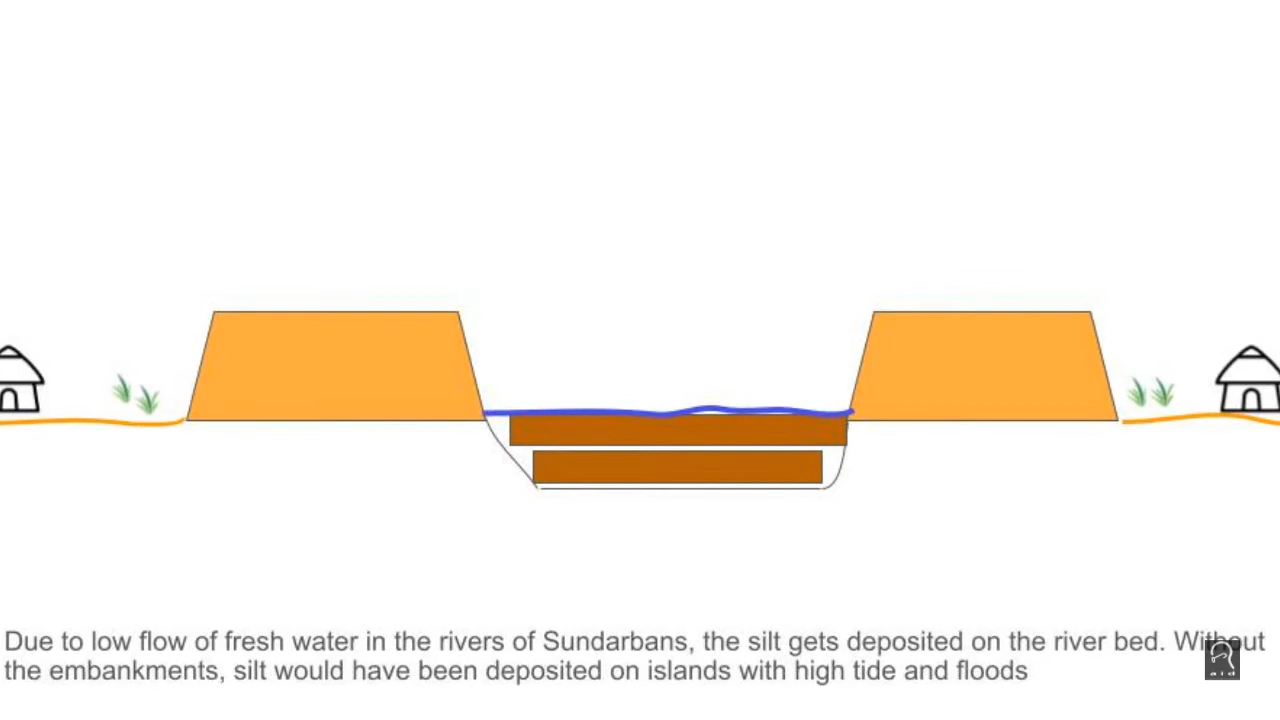 Due to low flow of fresh water in the rivers of Sundarbans, the silt gets deposited on the river bed. Without
the embankments, silt would have been deposited on islands with high tide and floods
aid